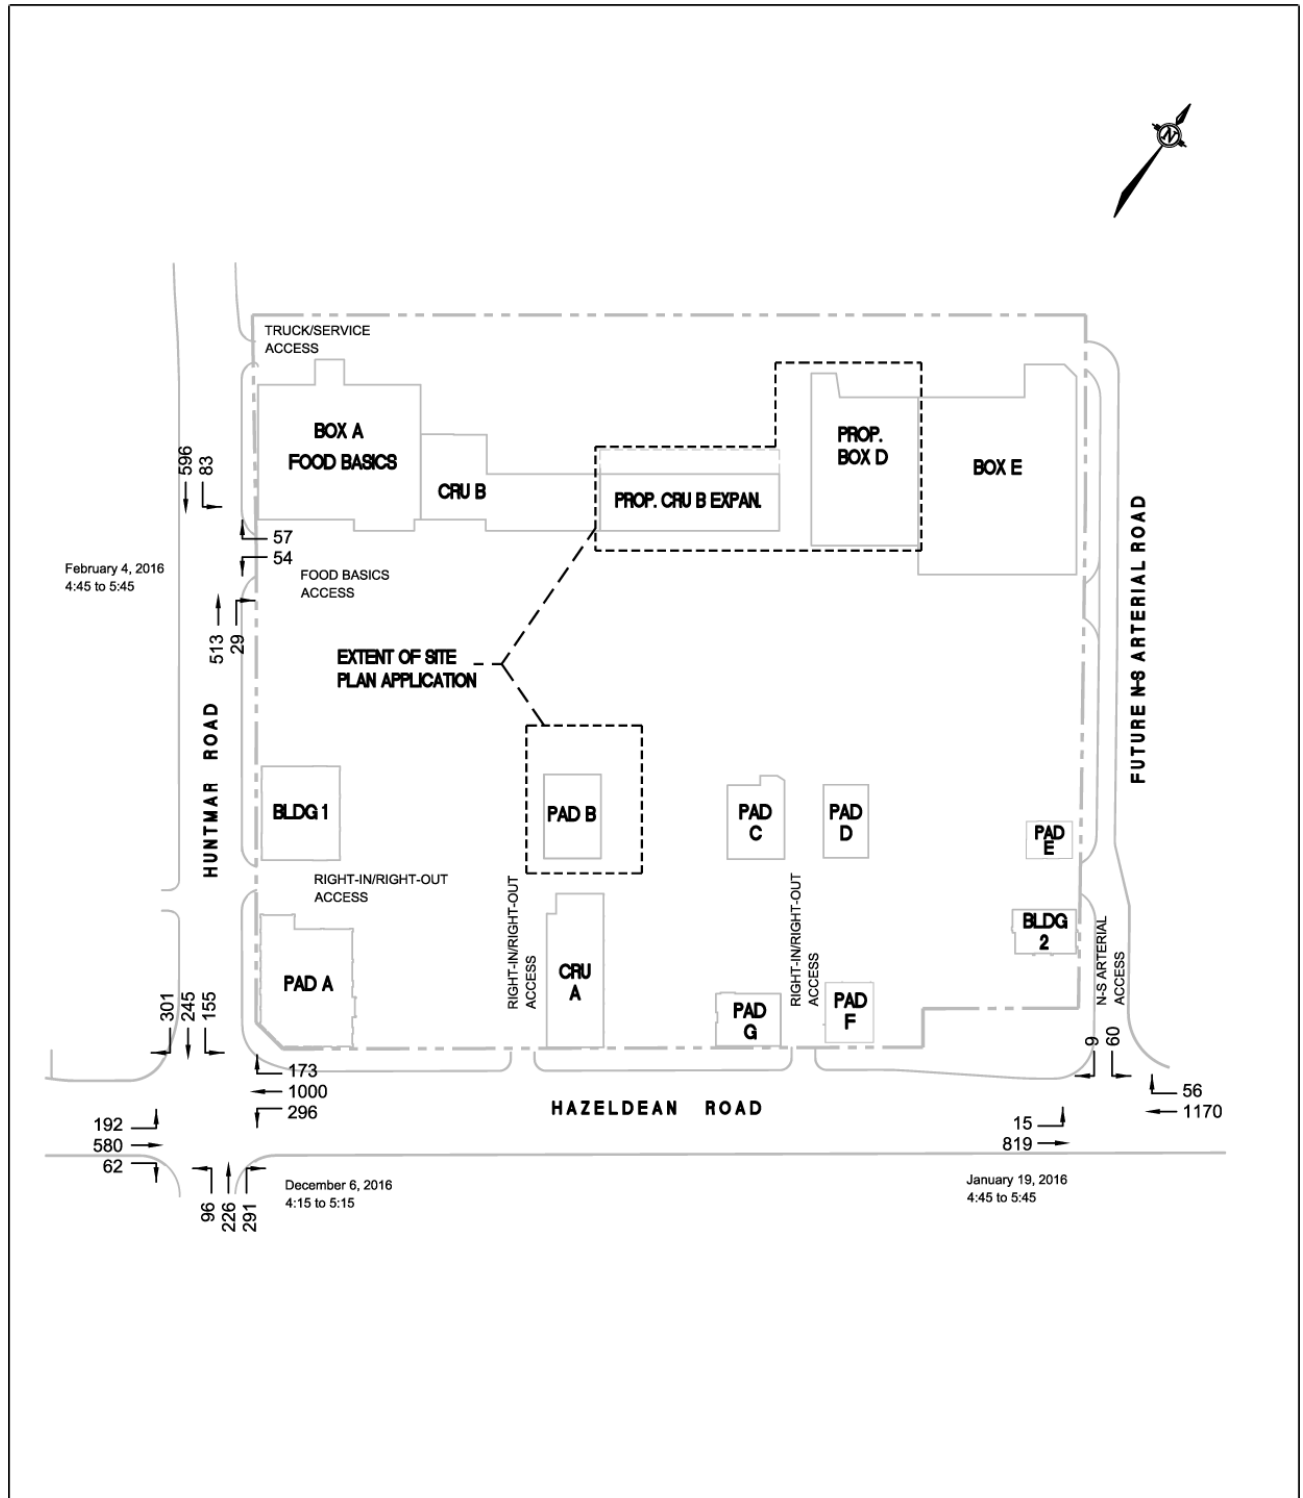 N
TRUCK/SERVICE
ACCESS
BOX A
FOOD BASICS
CRU B
PROP. CRU B EXPAN.
PROP.
BOX D
BOX E
596
83
57
54
February 4, 2016
4:45 to 5:45
FOOD BASICS
ACCESS
513
29
EXTENT OF SITE
PLAN APPLICATION
HUNTMAR ROAD
FUTURE N-S ARTERIAL ROAD
BLDG 1
PAD B
PAD
C
PAD
D
PAD
E
RIGHT-IN/RIGHT-OUT
ACCESS
RIGHT-IN/RIGHT-OUT
ACCESS
RIGHT-IN/RIGHT-OUT
ACCESS
BLDG
2
N-S ARTERIAL
ACCESS
PAD A
CRU
A
PAD
G
PAD
F
301
245
155
9
60
173
1000
296
HAZELDEAN ROAD
56
1170
192
580
62
15
819
96
226
291
December 6, 2016
4:15 to 5:15
January 19, 2016
4:45 to 5:45